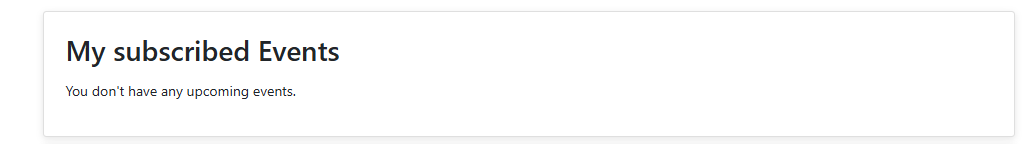 My subscribed Events
You don't have any upcoming events.